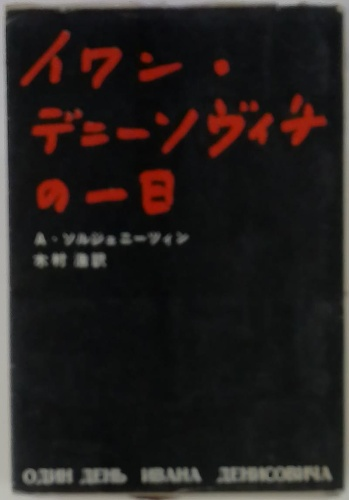 イワン・
デニーソヴィチ
の一日
A・ソルジェニーツィン
木村 浩訳
ОДИН ДЕНЬ ИВАНА ДЕНИСОВИЧА